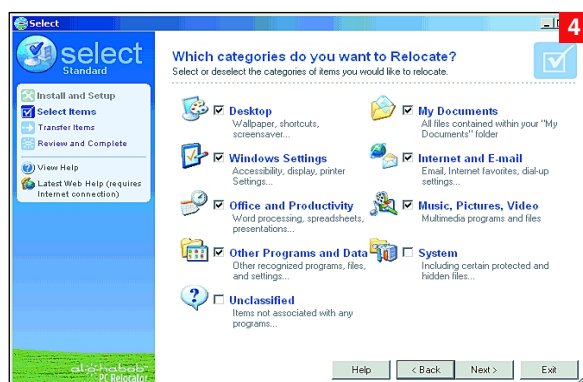 Select
4
select
Standard
Install and Setup
Select Items
Transfer Items
Review and Complete
View Help
Latest Web Help (requires
Internet connection)
Which categories do you want to Relocate?
Select or deselect the categories of items you would like to relocate.
Desktop
Wallpaper, shortcuts,
screensaver...
My Documents
All files contained within your "My
Documents" folder
Windows Settings
Accessibility, display, printer
Settings...
Internet and E-mail
Email, Internet favorites, dial-up
settings...
Office and Productivity
Word processing, spreadsheets,
presentations...
Music, Pictures, Video
Multimedia programs and files
Other Programs and Data
Other recognized programs, files,
and settings...
System
Including certain protected and
hidden files...
Unclassified
Items not associated with any
programs...
PC Relocator
Help
< Back
Next >
Exit